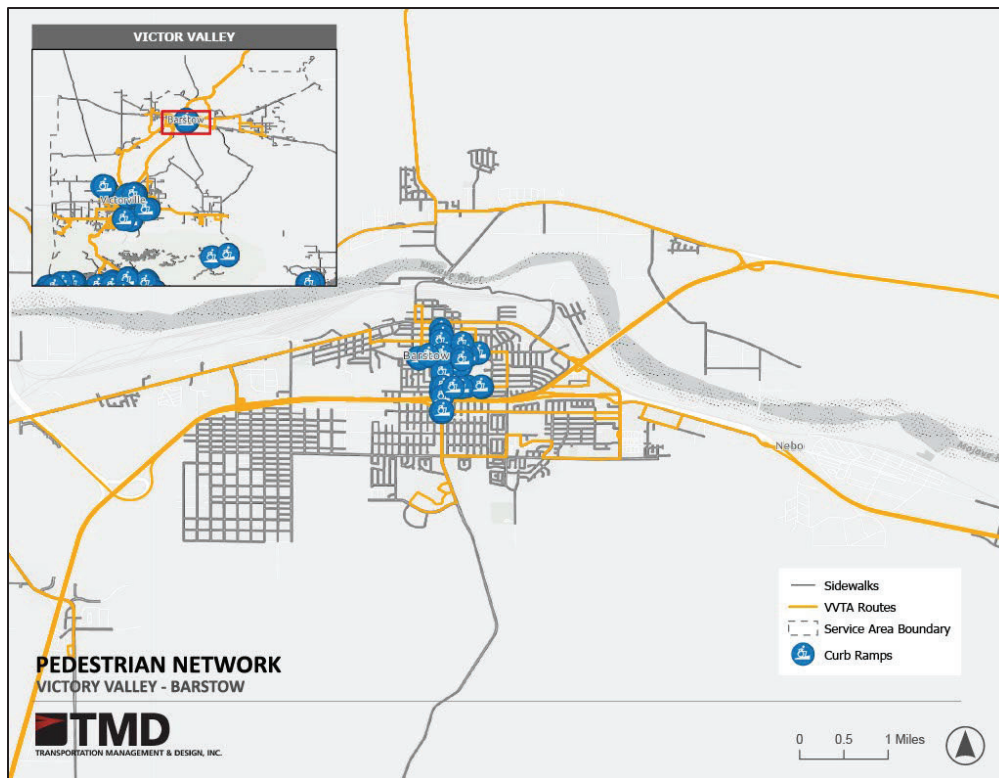 VICTOR VALLEY
Barstow
Victorville
Mojave River
Barstow
Nebo
Mojave
Sidewalks
VVTA Routes
Service Area Boundary
Curb Ramps
PEDESTRIAN NETWORK
VICTORY VALLEY - BARSTOW
TMD
TRANSPORTATION MANAGEMENT & DESIGN, INC.
0 0.5 1 Miles